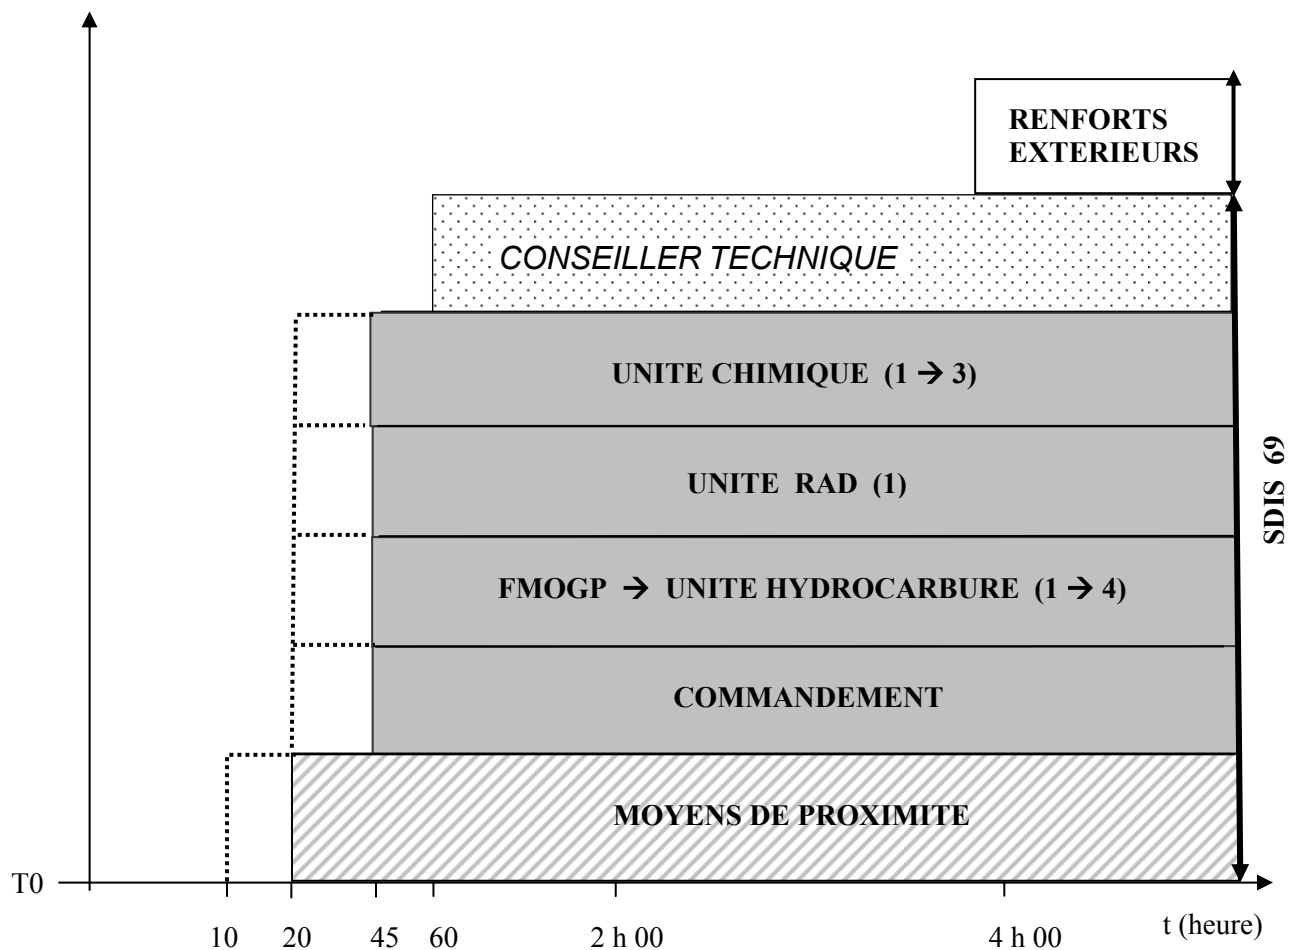 RENFORTS
EXTERIEURS
CONSEILLER TECHNIQUE
UNITE CHIMIQUE (1 → 3)
UNITE RAD (1)
FMOGP → UNITE HYDROCARBURE (1 → 4)
COMMANDEMENT
MOYENS DE PROXIMITE
SDIS 69
T0
10 20 45 60 2 h 00 4 h 00 t (heure)